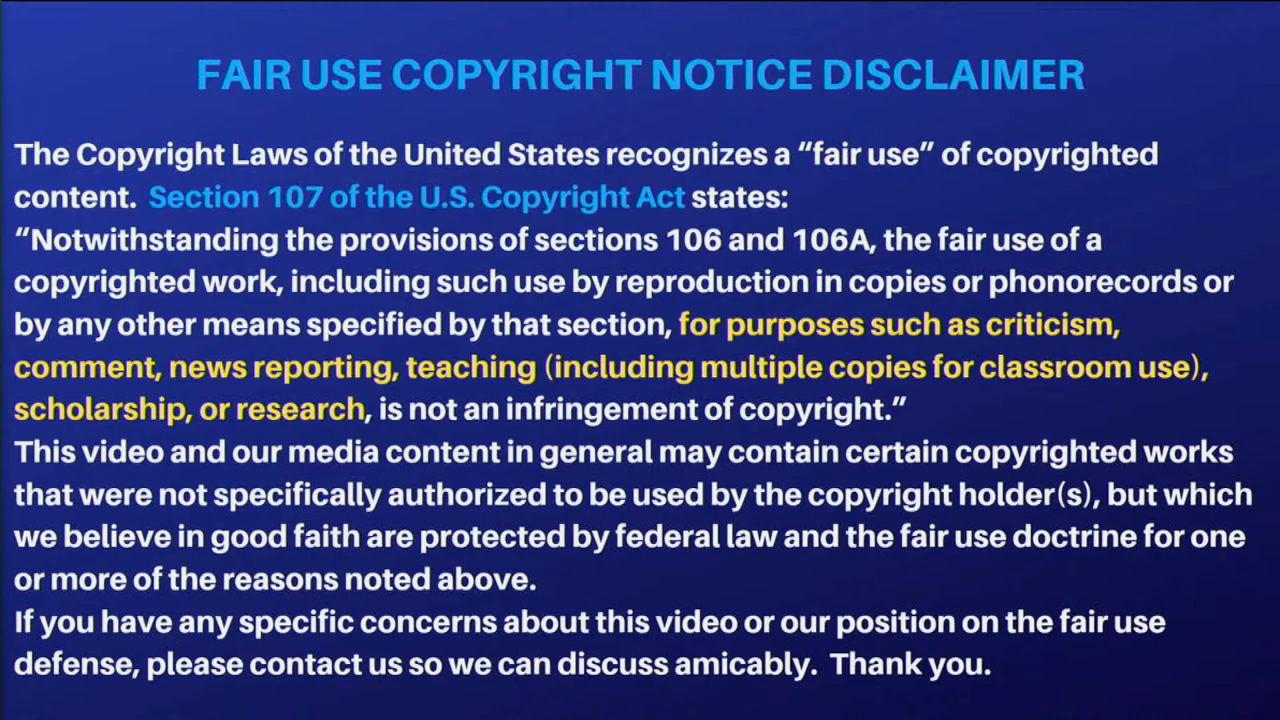 FAIR USE COPYRIGHT NOTICE DISCLAIMER
The Copyright Laws of the United States recognizes a “fair use” of copyrighted
content.  Section 107 of the U.S. Copyright Act states:
“Notwithstanding the provisions of sections 106 and 106A, the fair use of a
copyrighted work, including such use by reproduction in copies or phonorecords or
by any other means specified by that section, for purposes such as criticism,
comment, news reporting, teaching (including multiple copies for classroom use),
scholarship, or research, is not an infringement of copyright.”
This video and our media content in general may contain certain copyrighted works
that were not specifically authorized to be used by the copyright holder(s), but which
we believe in good faith are protected by federal law and the fair use doctrine for one
or more of the reasons noted above.
If you have any specific concerns about this video or our position on the fair use
defense, please contact us so we can discuss amicably.  Thank you.